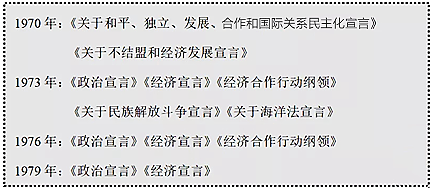 1970 年：《关于和平、独立、发展、合作和国际关系民主化宣言》
《关于不结盟和经济发展宣言》
1973 年：《政治宣言》《经济宣言》《经济合作行动纲领》
《关于民族解放斗争宣言》《关于海洋法宣言》
1976 年：《政治宣言》《经济宣言》《经济合作行动纲领》
1979 年：《政治宣言》《经济宣言》